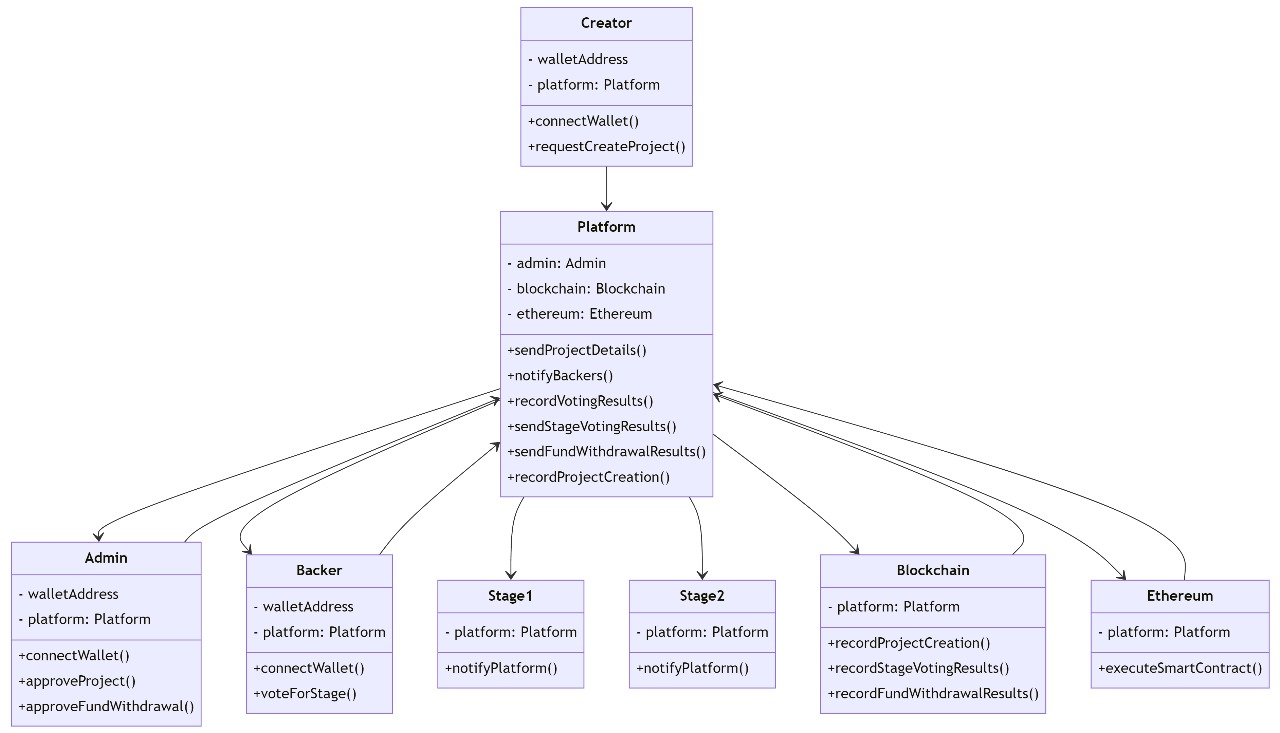 Creator
- walletAddress
- platform: Platform
+connectWallet()
+requestCreateProject()
Platform
- admin: Admin
- blockchain: Blockchain
- ethereum: Ethereum
+sendProjectDetails()
+notifyBackers()
+recordVotingResults()
+sendStageVotingResults()
+sendFundWithdrawalResults()
+recordProjectCreation()
Admin
- walletAddress
- platform: Platform
+connectWallet()
+approveProject()
+approveFundWithdrawal()
Backer
- walletAddress
- platform: Platform
+connectWallet()
+voteForStage()
Stage1
- platform: Platform
+notifyPlatform()
Stage2
- platform: Platform
+notifyPlatform()
Blockchain
- platform: Platform
+recordProjectCreation()
+recordStageVotingResults()
+recordFundWithdrawalResults()
Ethereum
- platform: Platform
+executeSmartContract()